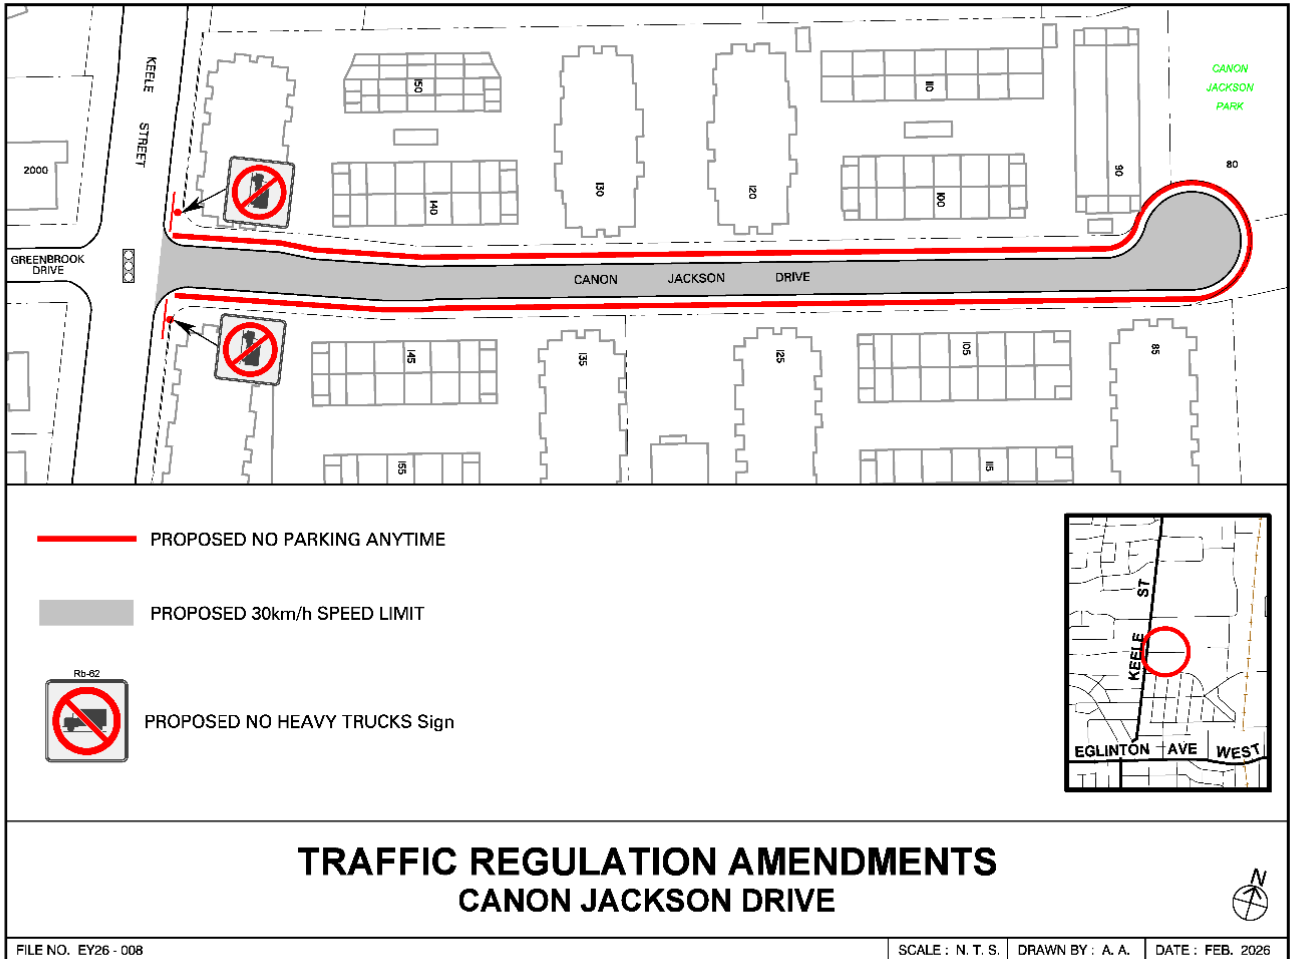 KEELE STREET
150
110
CANON
JACKSON
PARK
2000
80
90
130
120
140
100
GREENBROOK
DRIVE
CANON JACKSON DRIVE
145
135
125
105
85
155
115
PROPOSED NO PARKING ANYTIME
PROPOSED 30km/h SPEED LIMIT
Rb-62
PROPOSED NO HEAVY TRUCKS Sign
KEELE ST
EGLINTON AVE WEST
TRAFFIC REGULATION AMENDMENTS
CANON JACKSON DRIVE
N
FILE NO. EY26 - 008
SCALE : N. T. S.
DRAWN BY : A. A.
DATE : FEB. 2026